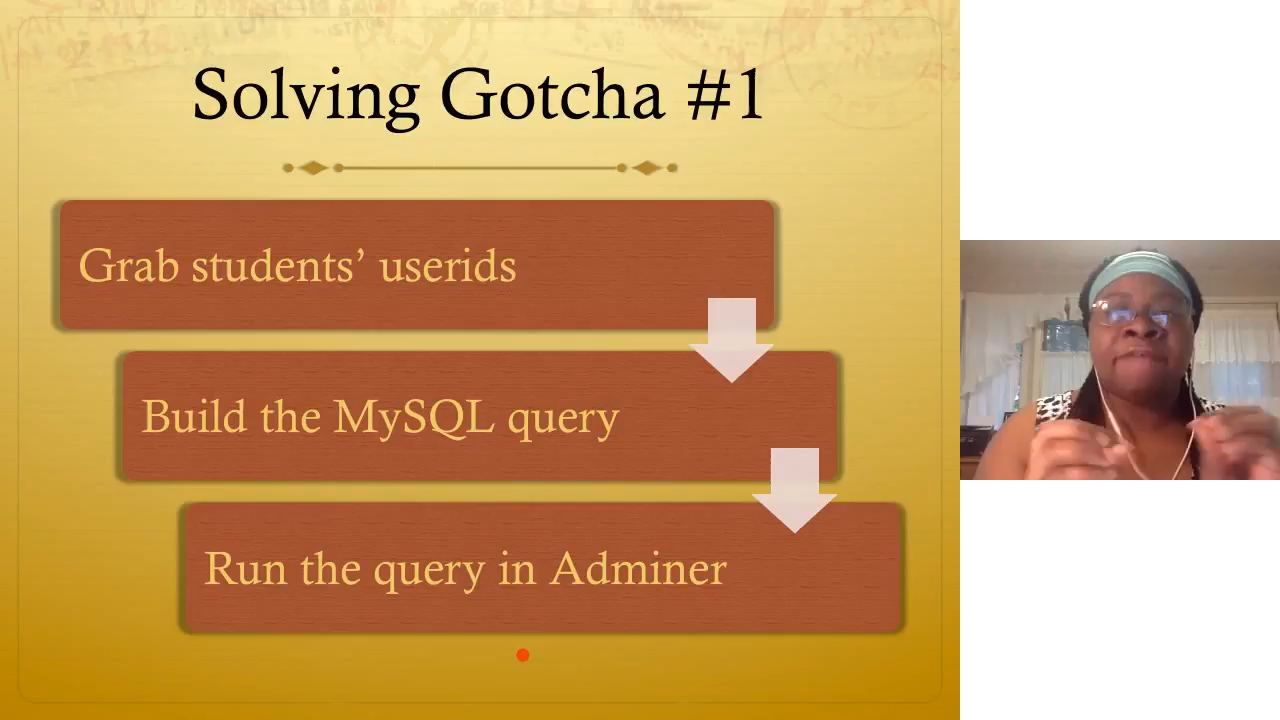 Solving Gotcha #1
Grab students’ userids
Build the MySQL query
Run the query in Adminer